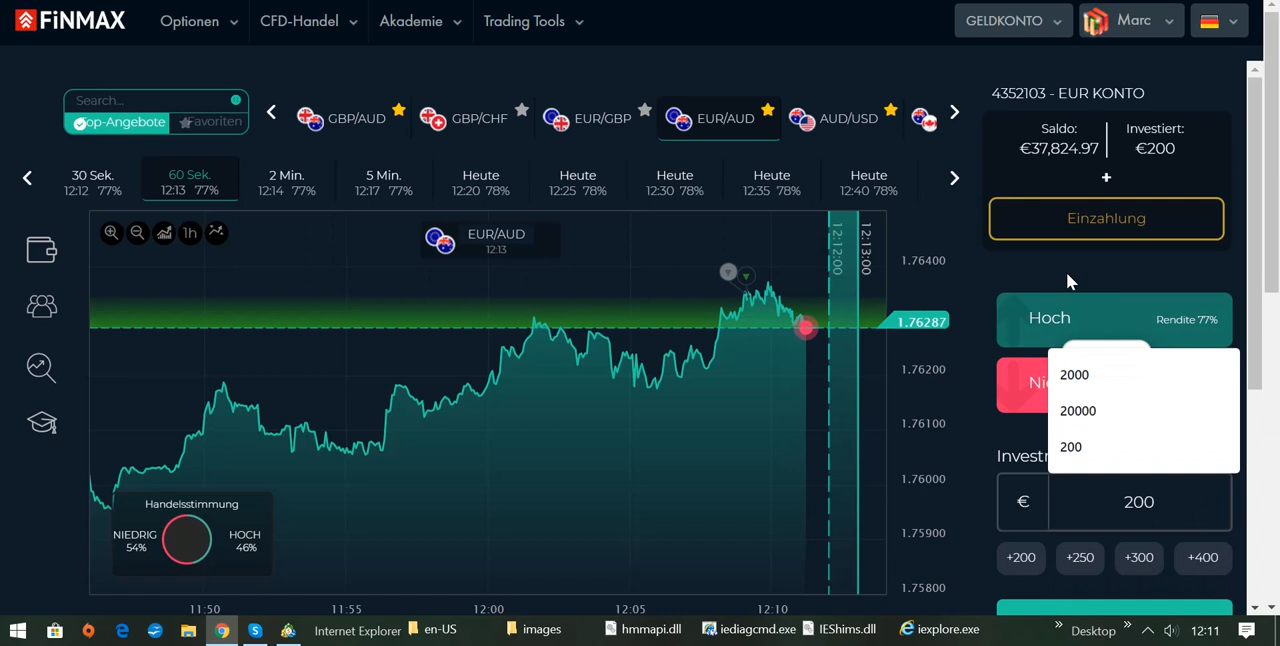 FiNMAX
Optionen
CFD-Handel
Akademie
Trading Tools
GELDKONTO
Marc
Search...
Top-Angebote
Favoriten
GBP/AUD
GBP/CHF
EUR/GBP
EUR/AUD
AUD/USD
30 Sek.
12:12 77%
60 Sek.
12:13 77%
2 Min.
12:14 77%
5 Min.
12:17 77%
Heute
12:20 78%
Heute
12:25 78%
Heute
12:30 78%
Heute
12:35 78%
Heute
12:40 78%
4352103 - EUR KONTO
Saldo:
€37,824.97
Investiert:
€200
+
Einzahlung
1h
EUR/AUD
12:13
12:12:00
12:13:00
1.76400
1.76287
1.76200
1.76100
1.76000
1.75900
1.75800
Handelsstimmung
NIEDRIG
54%
HOCH
46%
11:50
11:55
12:00
12:05
12:10
Hoch
Rendite 77%
2000
20000
200
€
200
+200
+250
+300
+400
Internet Explorer
en-US
images
hmmapi.dll
iediagcmd.exe
IEShims.dll
iexplore.exe
Desktop
12:11